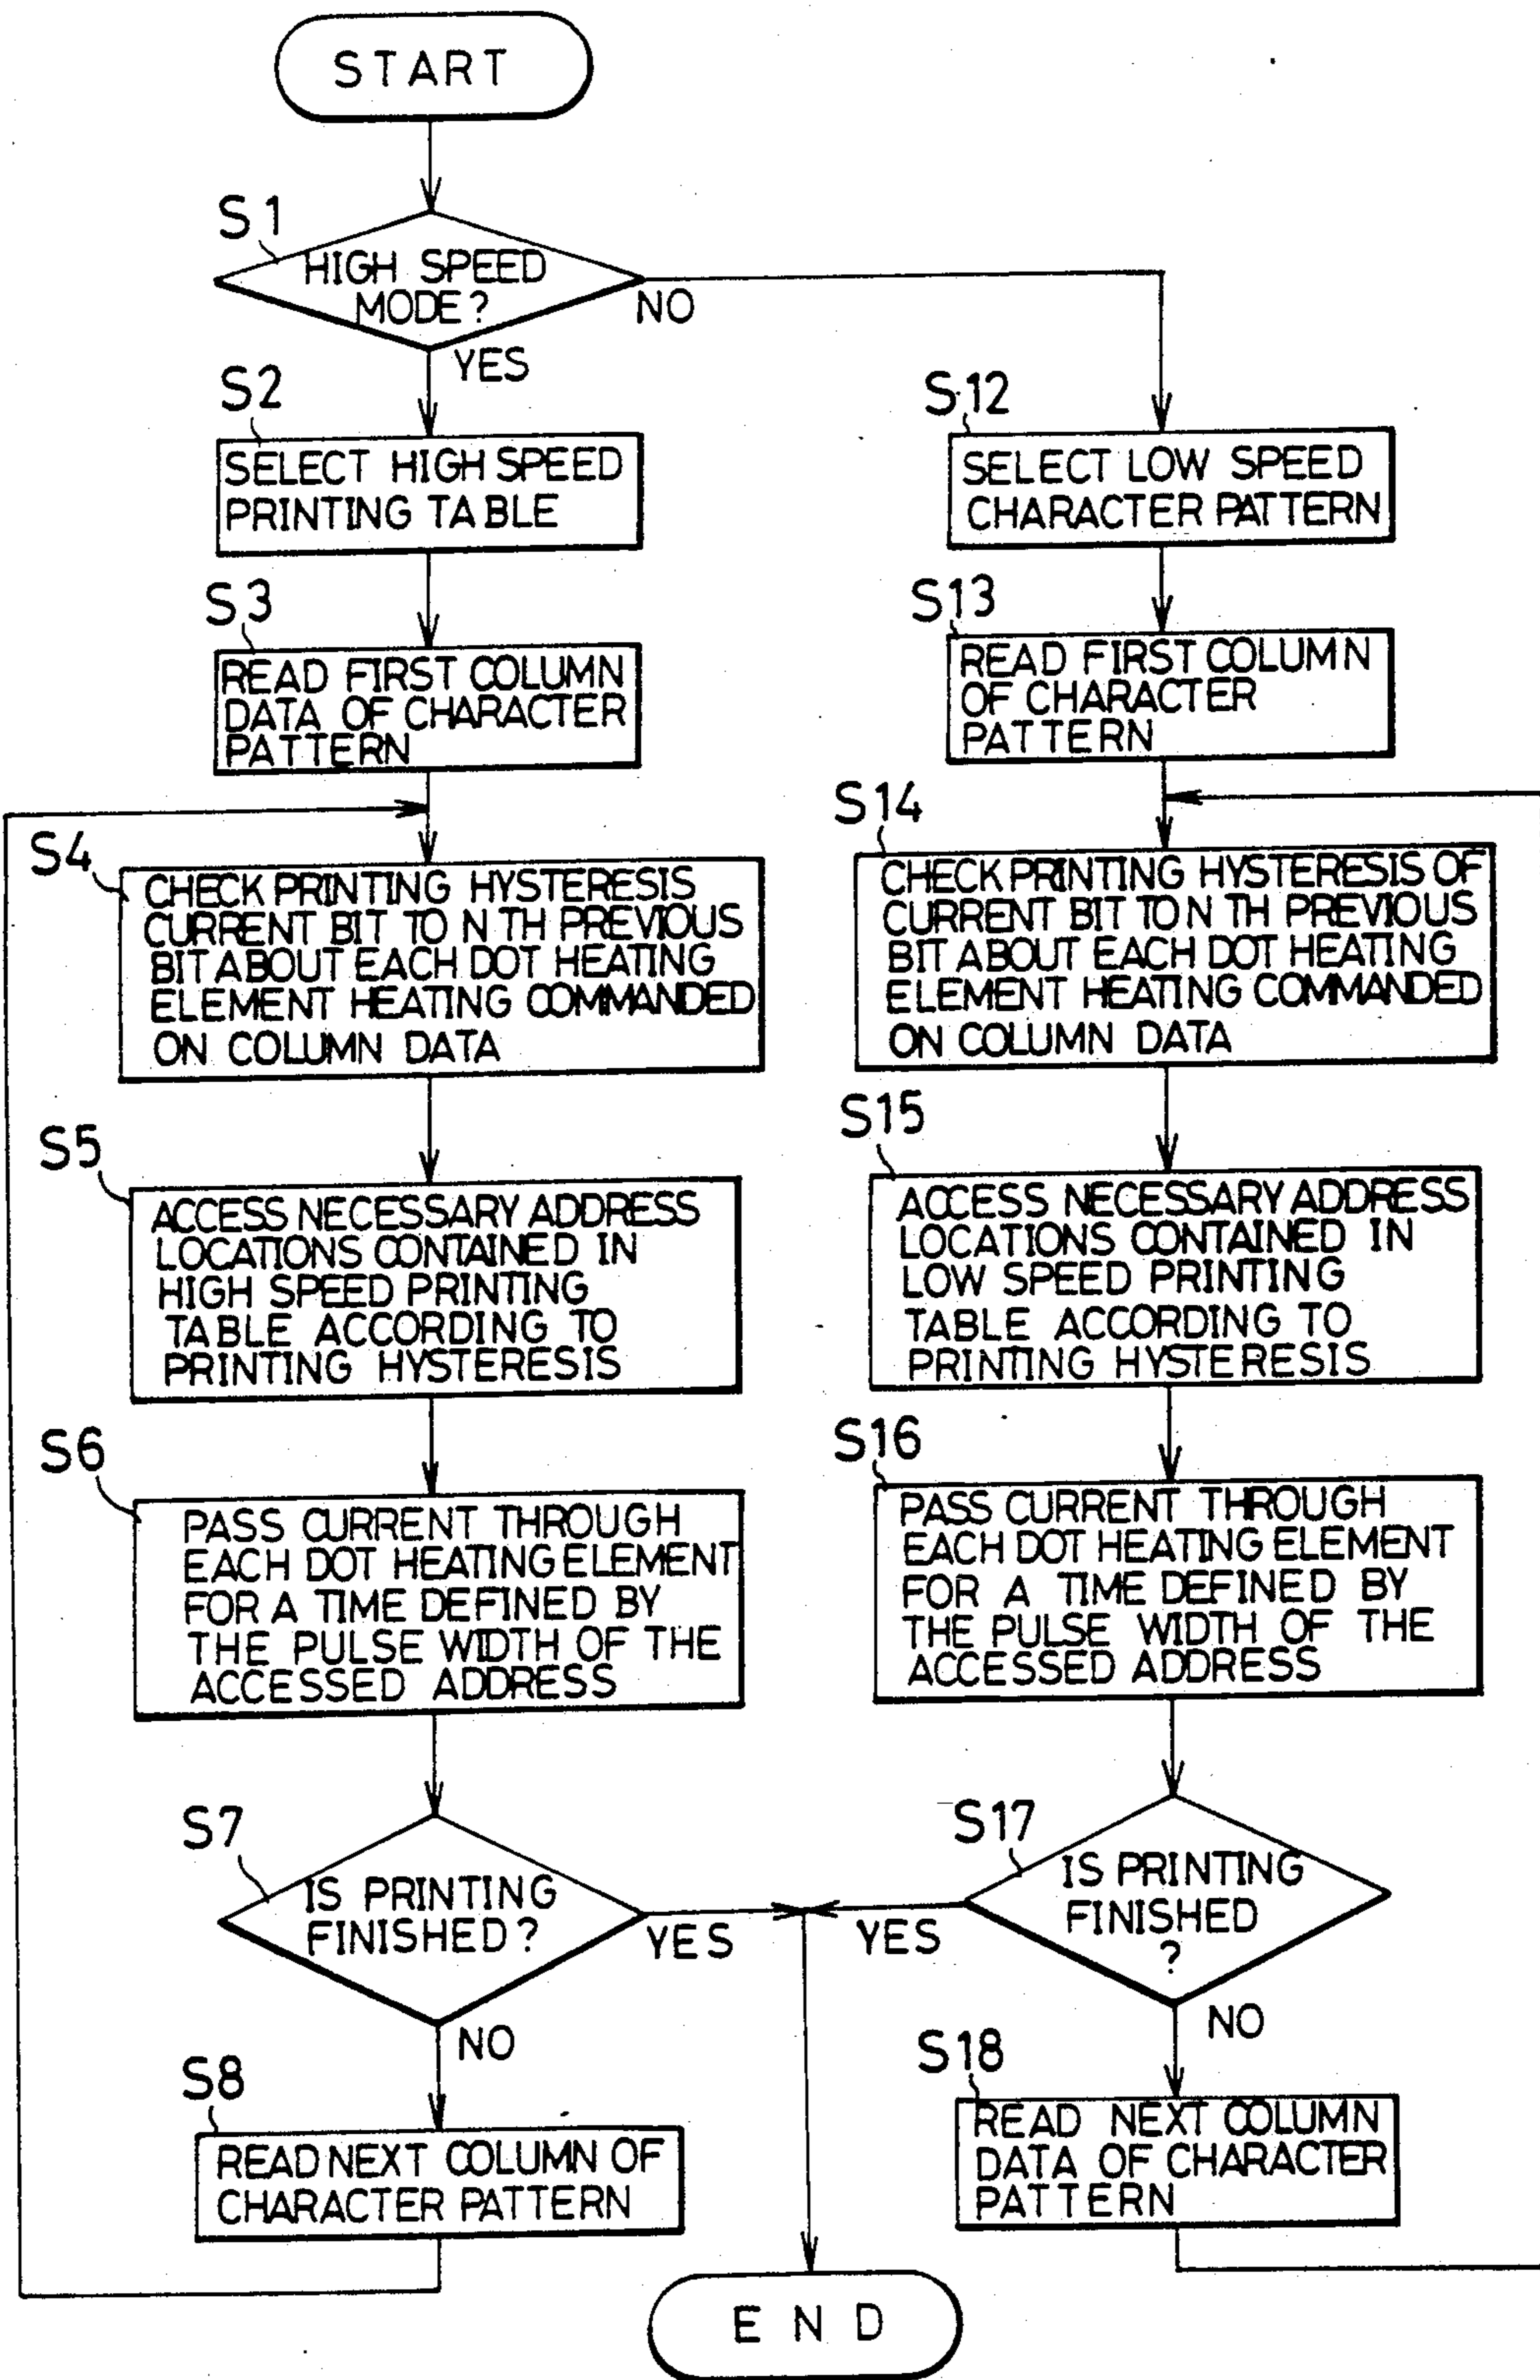 START
S1
HIGH SPEED
MODE?
NO
YES
S2
SELECT HIGH SPEED
PRINTING TABLE
S3
READ FIRST COLUMN
DATA OF CHARACTER
PATTERN
S4
CHECK PRINTING HYSTERESIS
CURRENT BIT TO N TH PREVIOUS
BIT ABOUT EACH DOT HEATING
ELEMENT HEATING COMMANDED
ON COLUMN DATA
S5
ACCESS NECESSARY ADDRESS
LOCATIONS CONTAINED IN
HIGH SPEED PRINTING
TABLE ACCORDING TO
PRINTING HYSTERESIS
S6
PASS CURRENT THROUGH
EACH DOT HEATING ELEMENT
FOR A TIME DEFINED BY
THE PULSE WIDTH OF THE
ACCESSED ADDRESS
S7
IS PRINTING
FINISHED?
YES
NO
S8
READ NEXT COLUMN OF
CHARACTER PATTERN
S12
SELECT LOW SPEED
CHARACTER PATTERN
S13
READ FIRST COLUMN
OF CHARACTER
PATTERN
S14
CHECK PRINTING HYSTERESIS OF
CURRENT BIT TO N TH PREVIOUS
BIT ABOUT EACH DOT HEATING
ELEMENT HEATING COMMANDED
ON COLUMN DATA
S15
ACCESS NECESSARY ADDRESS
LOCATIONS CONTAINED IN
LOW SPEED PRINTING
TABLE ACCORDING TO
PRINTING HYSTERESIS
S16
PASS CURRENT THROUGH
EACH DOT HEATING ELEMENT
FOR A TIME DEFINED BY
THE PULSE WIDTH OF THE
ACCESSED ADDRESS
S17
IS PRINTING
FINISHED
?
YES
NO
S18
READ NEXT COLUMN
DATA OF CHARACTER
PATTERN
END